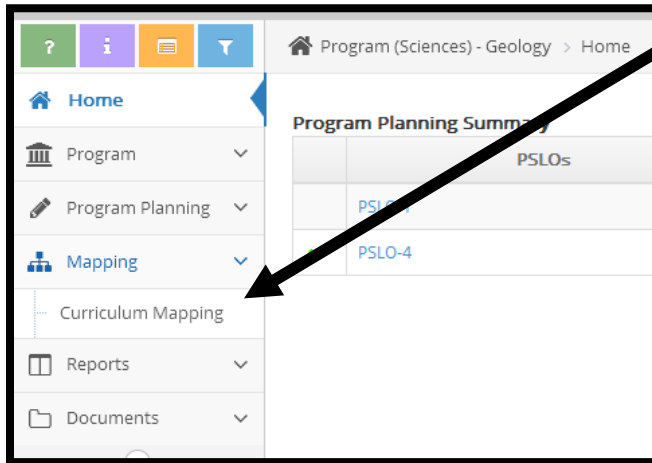 ? i
Program (Sciences) - Geology > Home
Home
Program
Program Planning
Mapping
Curriculum Mapping
Reports
Documents
Program Planning Summary
PSLOs
PSLO-4